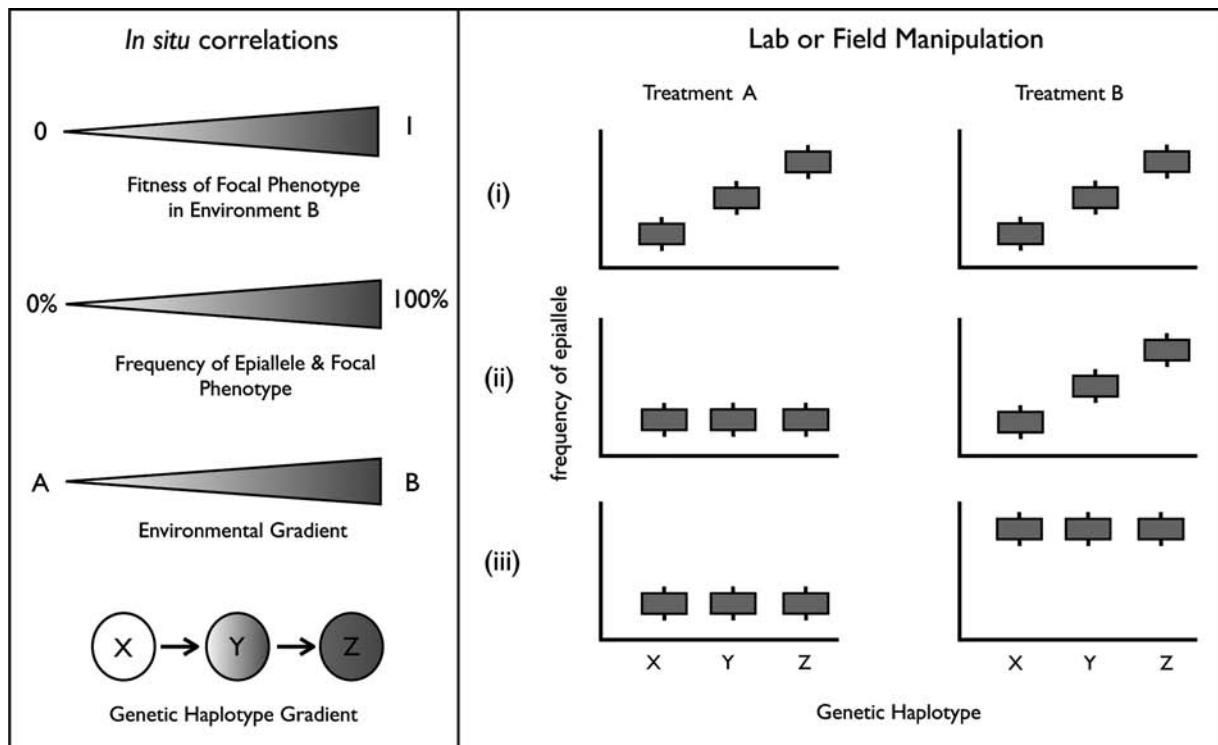 In situ correlations
0
1
Fitness of Focal Phenotype
in Environment B
0%
100%
Frequency of Epiallele & Focal
Phenotype
A
B
Environmental Gradient
X
Y
Z
Genetic Haplotype Gradient
Lab or Field Manipulation
Treatment A
Treatment B
(i)
(ii)
(iii)
frequency of epiallele
X
Y
Z
X
Y
Z
Genetic Haplotype